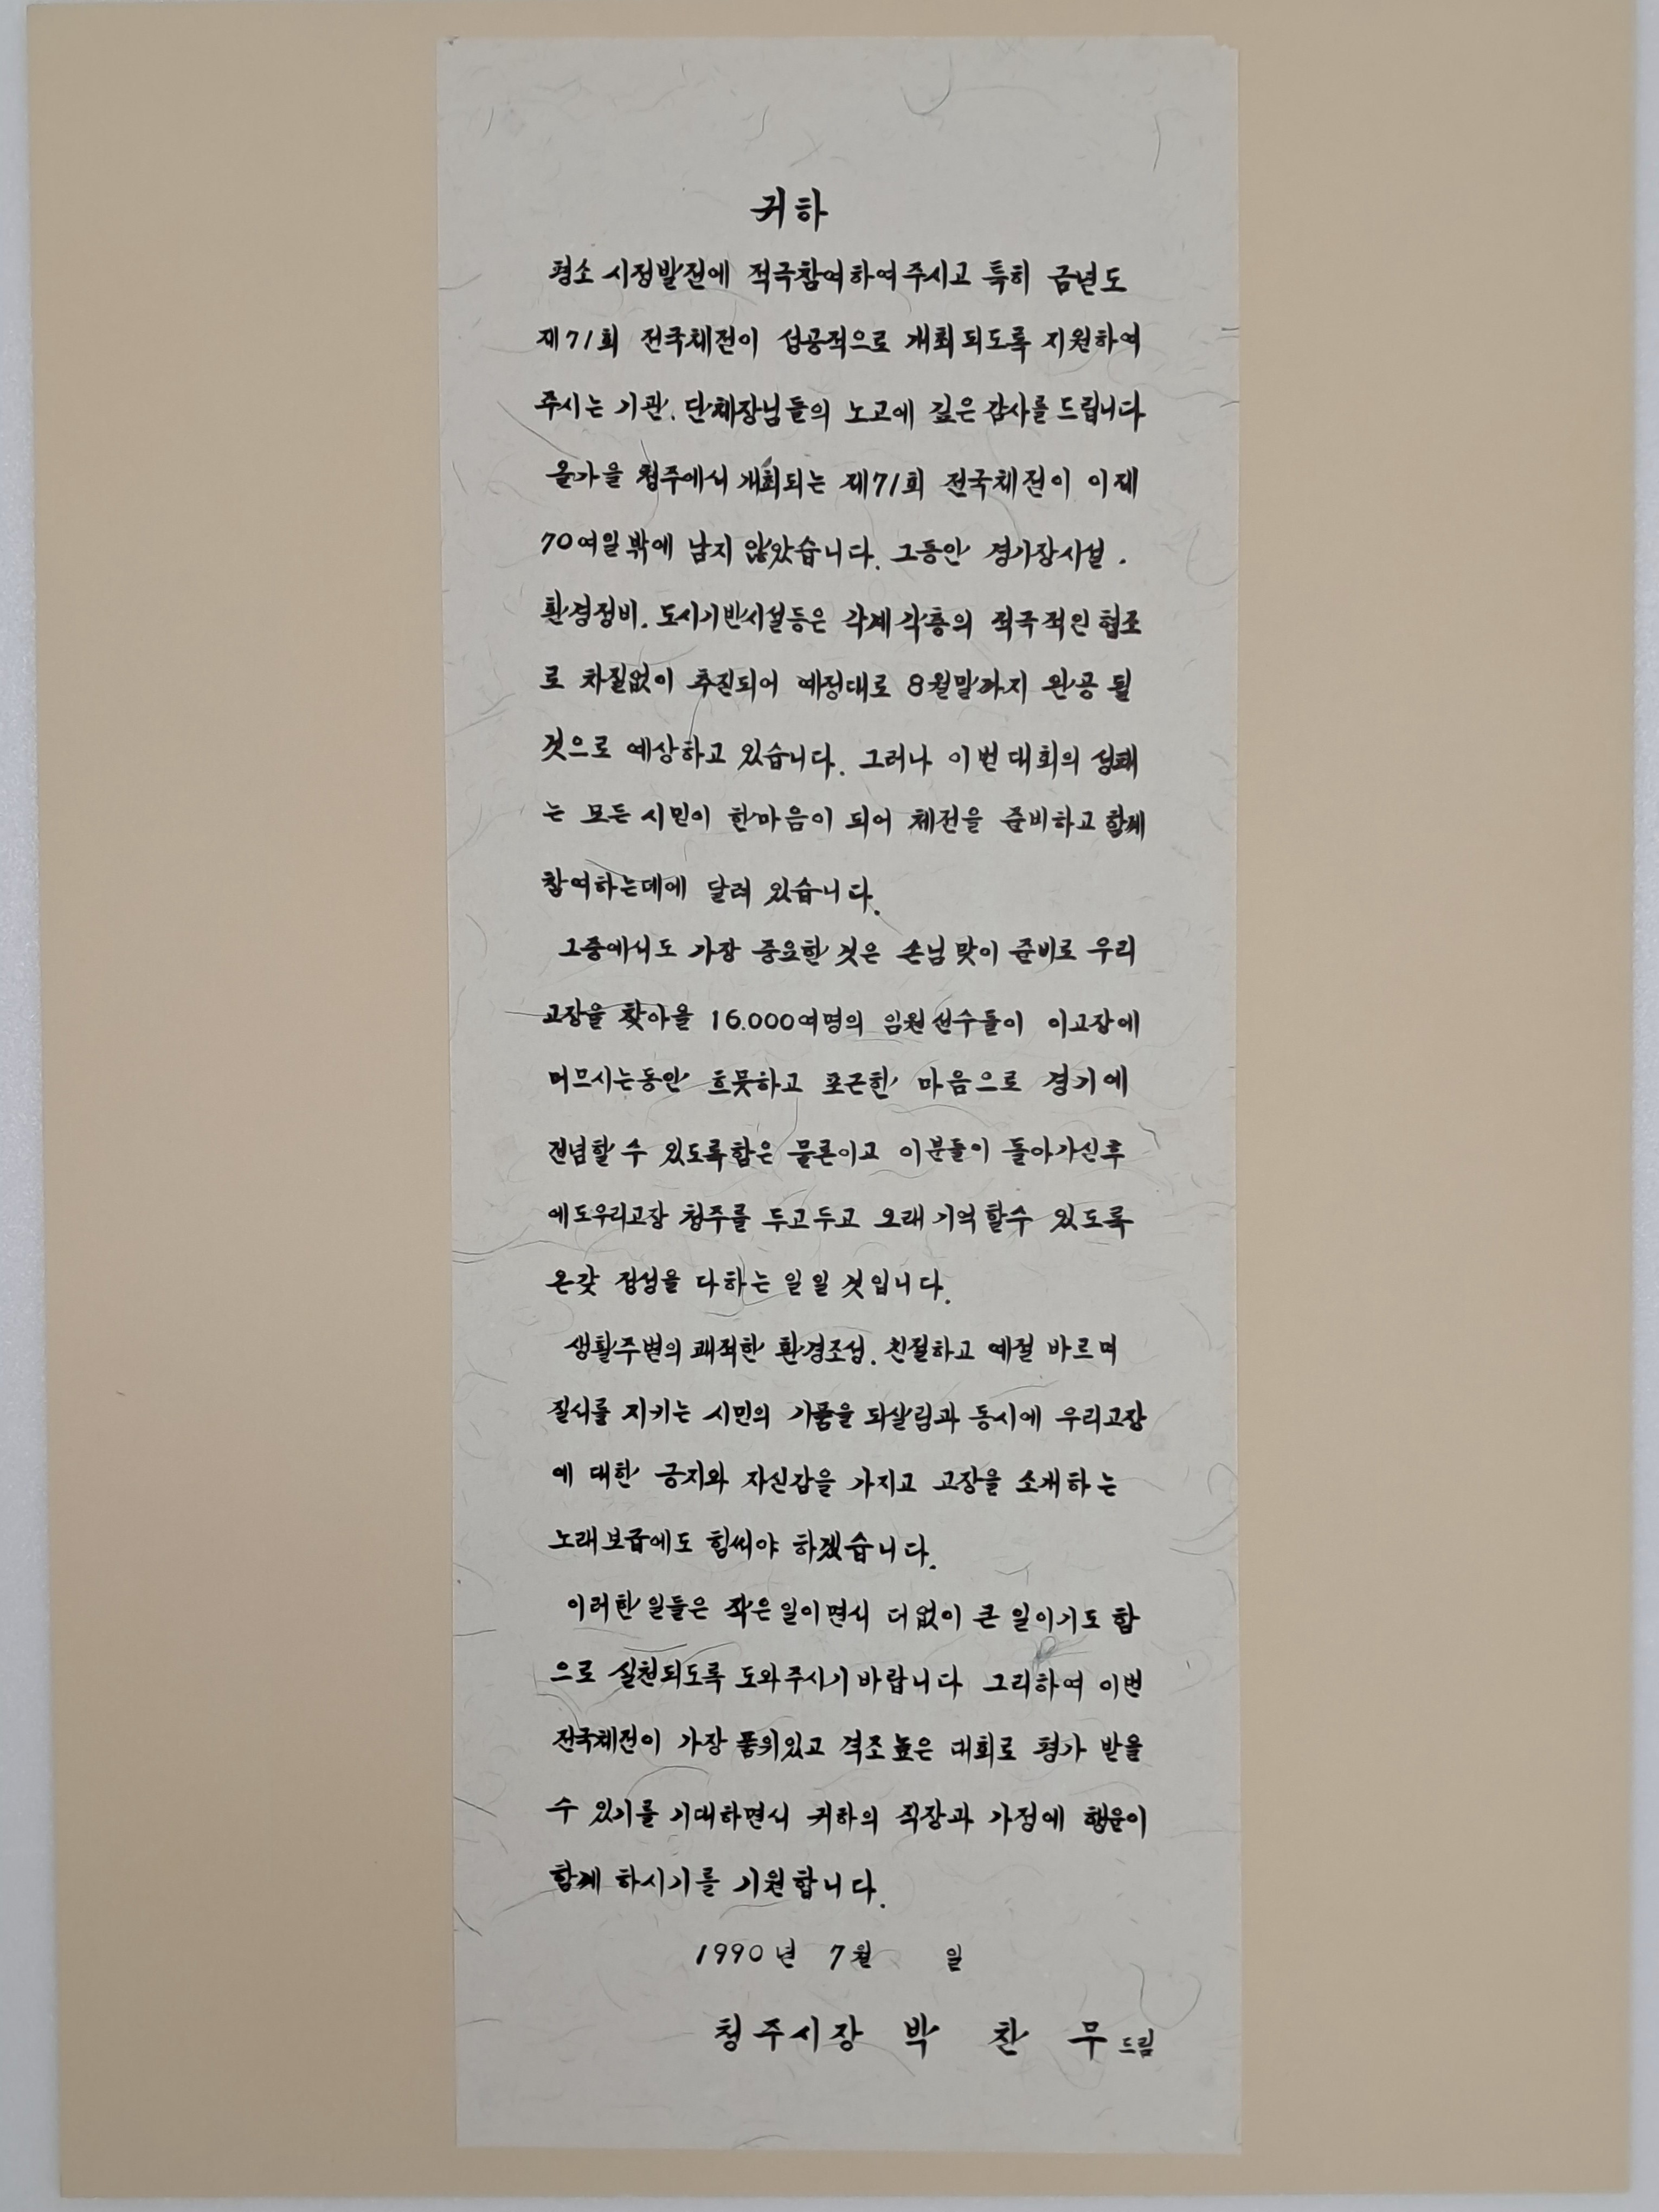 귀하
평소 시정발전에 적극참여하여주시고 특히 금년도
제71회 전국체전이 성공적으로 개최되도록 지원하여
주시는 기관. 단체장님들의 노고에 깊은 감사를 드립니다
올가을 청주에서 개최되는 제71회 전국체전이 이제
70여일밖에 남지 않았습니다. 그동안 경기장시설.
환경정비. 도시기반시설등은 각계각층의 적극적인 협조
로 차질없이 추진되어 예정대로 8월말까지 완공 될
것으로 예상하고 있습니다. 그러나 이번 대회의 성패
는 모든 시민이 한마음이 되어 체전을 준비하고 함께
참여하는데에 달려 있습니다.
그중에서도 가장 중요한 것은 손님 맞이 준비로 우리
고장을 찾아올 16.000여명의 임원선수들이 이고장에
머므시는동안 흐뭇하고 포근한 마음으로 경기에
전념할 수 있도록함은 물론이고 이분들이 돌아가신후
에도우리고장 청주를 두고두고 오래 기억할수 있도록
온갖 정성을 다하는 일일 것입니다.
생활주변의 쾌적한 환경조성. 친절하고 예절 바르며
질서를 지키는 시민의 기품을 되살림과 동시에 우리고장
에 대한 긍지와 자신감을 가지고 고장을 소개하는
노래보급에도 힘써야 하겠습니다.
이러한 일들은 작은일이면서 더없이 큰 일이기도 함
으로 실천되도록 도와주시기 바랍니다 그리하여 이번
전국체전이 가장 품위있고 격조높은 대회로 평가 받을
수 있기를 기대하면서 귀하의 직장과 가정에 행운이
함께 하시기를 기원합니다.
1990년 7월 일
청주시장 박 찬 무 드림